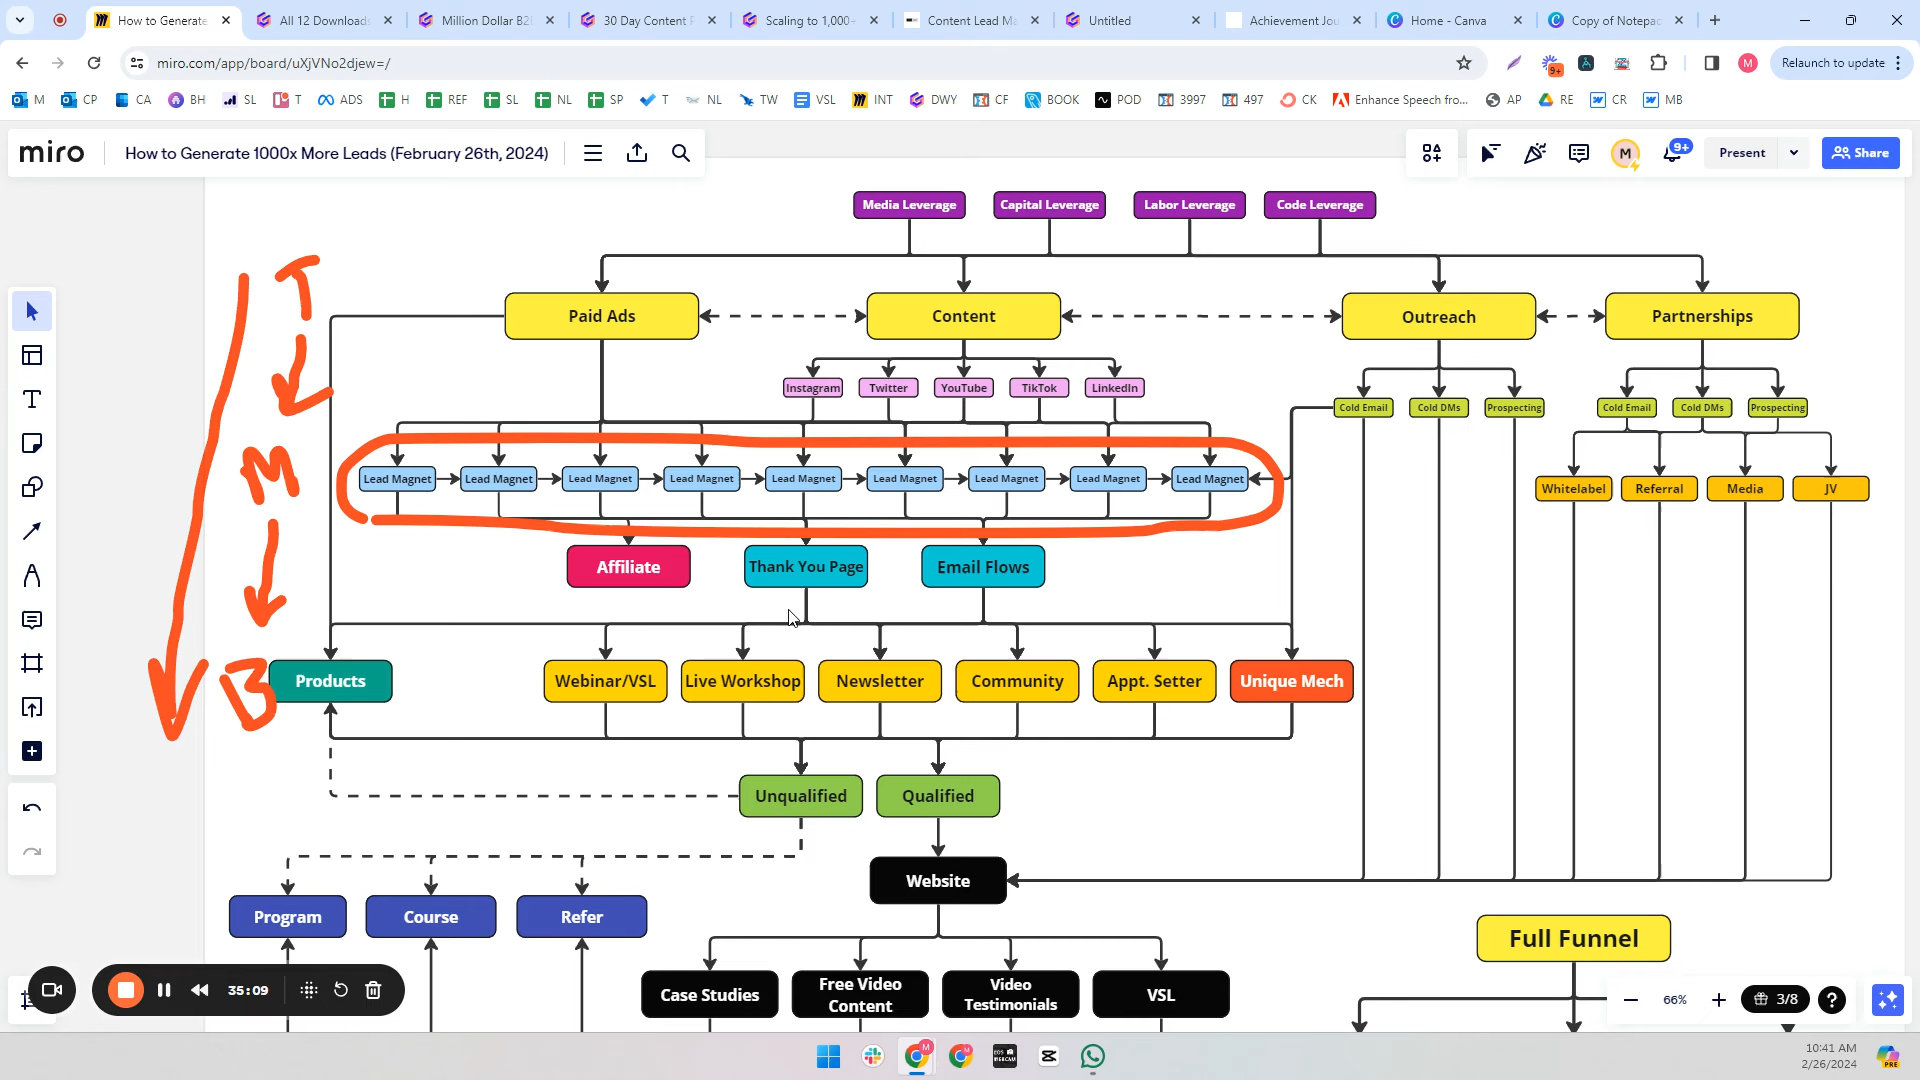 How to Generate
All 12 Downloads
Million Dollar B2
30 Day Content
Scaling to 1,000+
Content Lead Ma
Untitled
Achievement Jou
Home - Canva
Copy of Notepad
miro.com/app/board/uXjVNo2djew=/
9+
M
Relaunch to update
M
CP
CA
BH
SL
T
ADS
H
REF
SL
NL
SP
T
NL
TW
VSL
INT
DWY
CF
BOOK
POD
3997
497
CK
Enhance Speech fro...
AP
RE
CR
MB
miro
How to Generate 1000x More Leads (February 26th, 2024)
M
9+
Present
Share
Media Leverage
Capital Leverage
Labor Leverage
Code Leverage
T
M
B
Paid Ads
Content
Outreach
Partnerships
Instagram
Twitter
YouTube
TikTok
LinkedIn
Cold Email
Cold DMs
Prospecting
Cold Email
Cold DMs
Prospecting
Lead Magnet
Lead Magnet
Lead Magnet
Lead Magnet
Lead Magnet
Lead Magnet
Lead Magnet
Lead Magnet
Lead Magnet
Whitelabel
Referral
Media
JV
Affiliate
Thank You Page
Email Flows
Products
Webinar/VSL
Live Workshop
Newsletter
Community
Appt. Setter
Unique Mech
Unqualified
Qualified
Website
Program
Course
Refer
Full Funnel
Case Studies
Free Video
Content
Video
Testimonials
VSL
35:09
66%
3/8
10:41 AM
2/26/2024